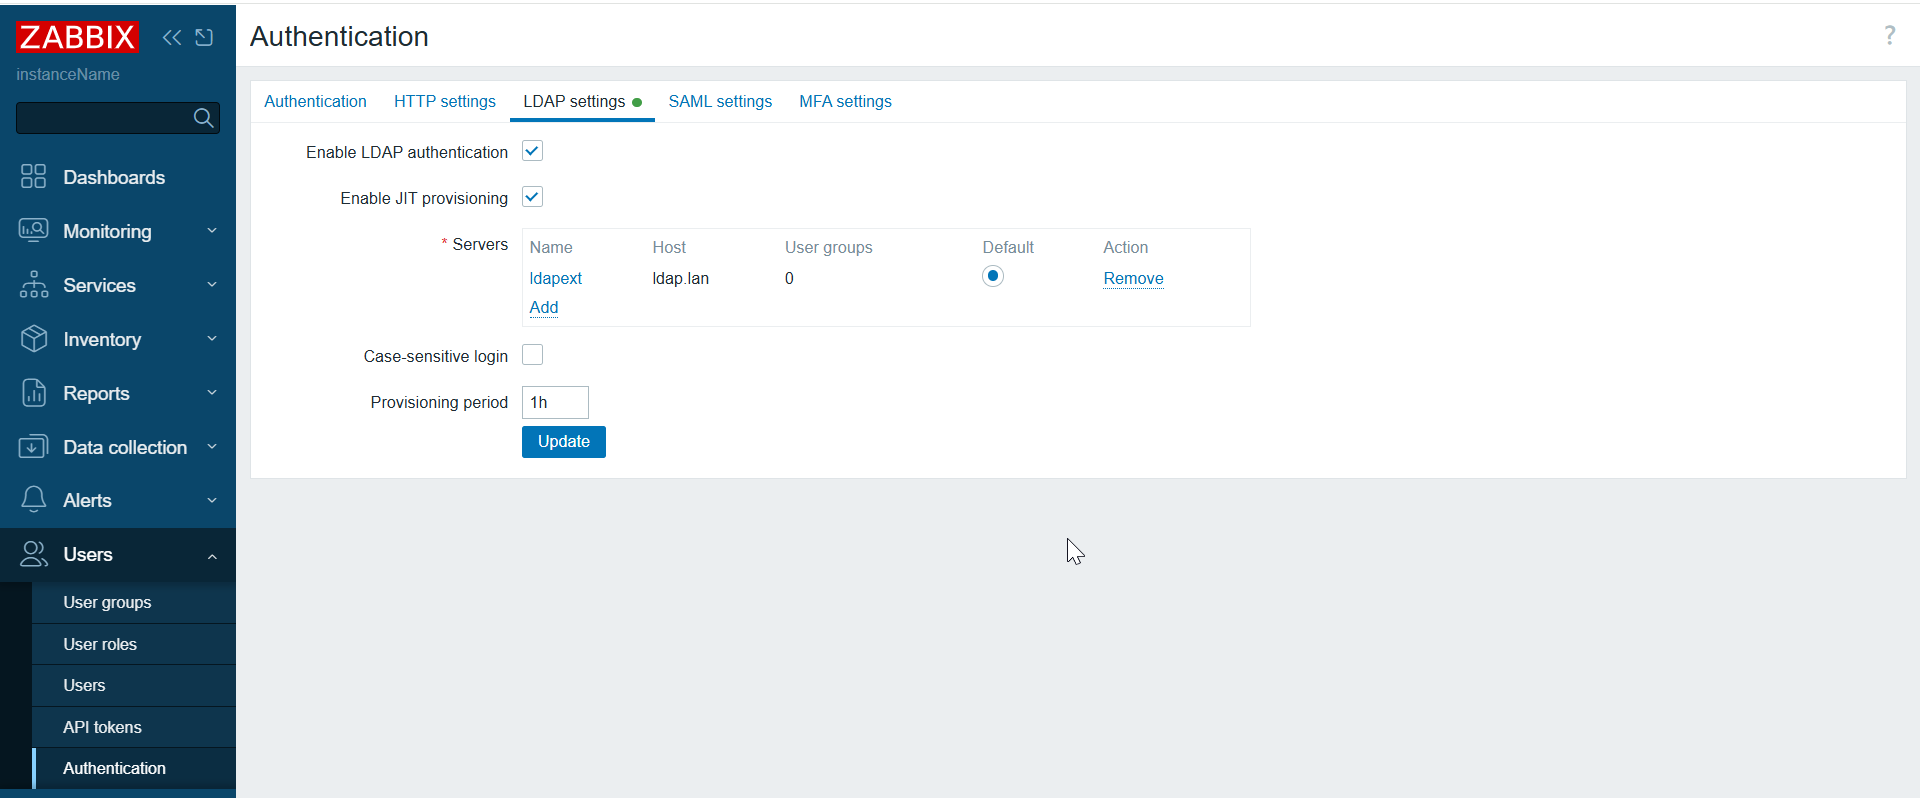 ZABBIX
instanceName
Dashboards
Monitoring
Services
Inventory
Reports
Data collection
Alerts
Users
User groups
User roles
Users
API tokens
Authentication
Authentication
?
Authentication HTTP settings LDAP settings SAML settings MFA settings
Enable LDAP authentication
Enable JIT provisioning
* Servers
Name Host User groups Default Action
ldapext ldap.lan 0 Remove
Add
Case-sensitive login
Provisioning period 1h
Update